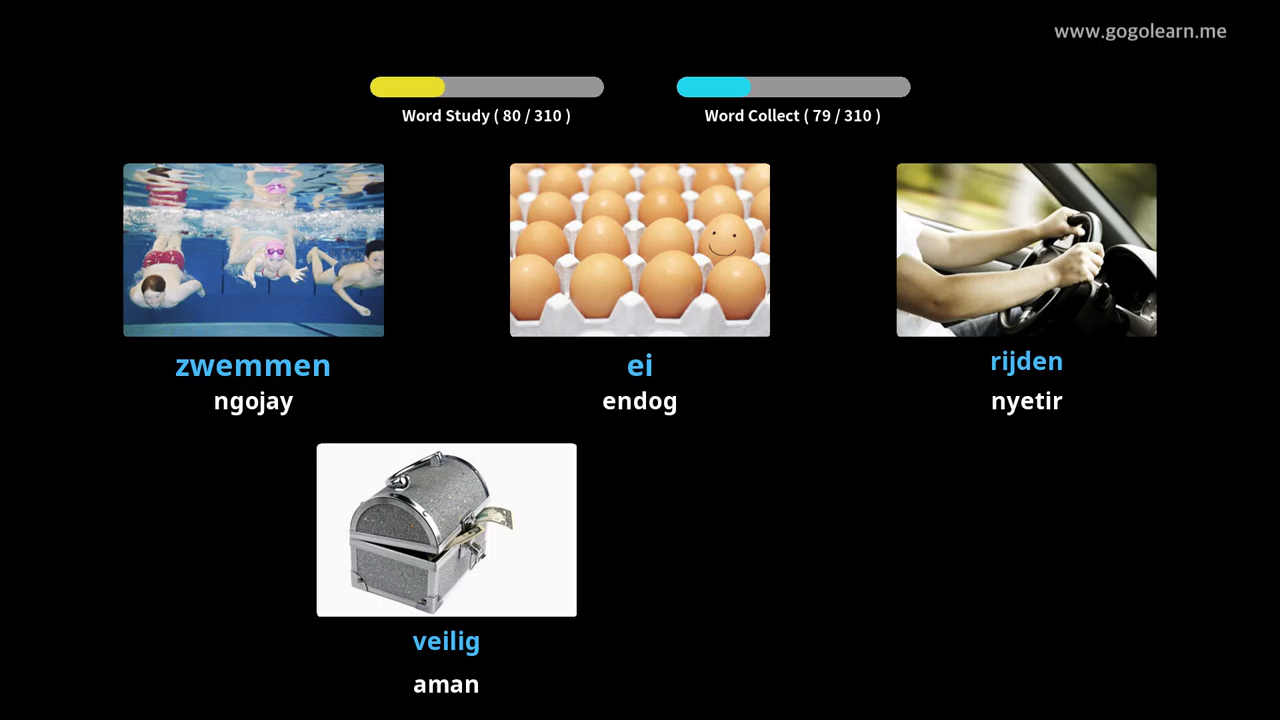 www.gogolearn.me
Word Study ( 80 / 310 )
Word Collect ( 79 / 310 )
zwemmen
ngojay
ei
endog
rijden
nyetir
veilig
aman